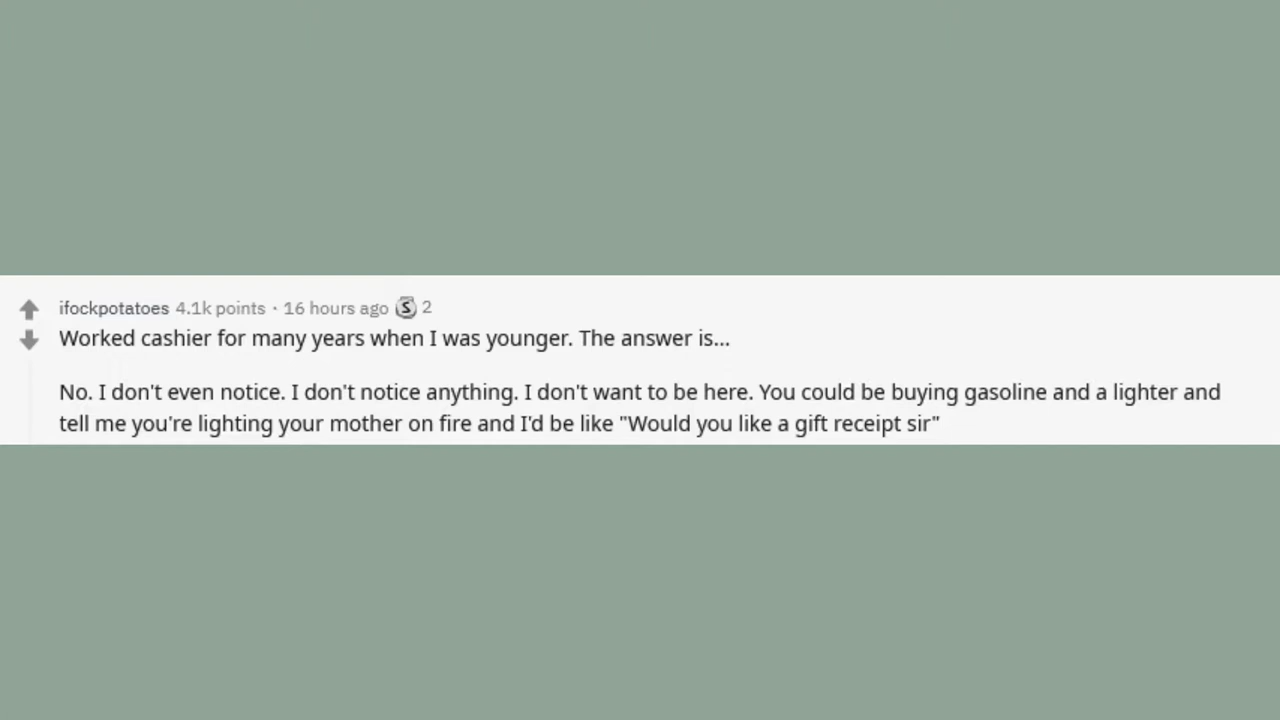 ifockpotatoes 4.1k points · 16 hours ago S 2
Worked cashier for many years when I was younger. The answer is...
No. I don't even notice. I don't notice anything. I don't want to be here. You could be buying gasoline and a lighter and
tell me you're lighting your mother on fire and I'd be like "Would you like a gift receipt sir"